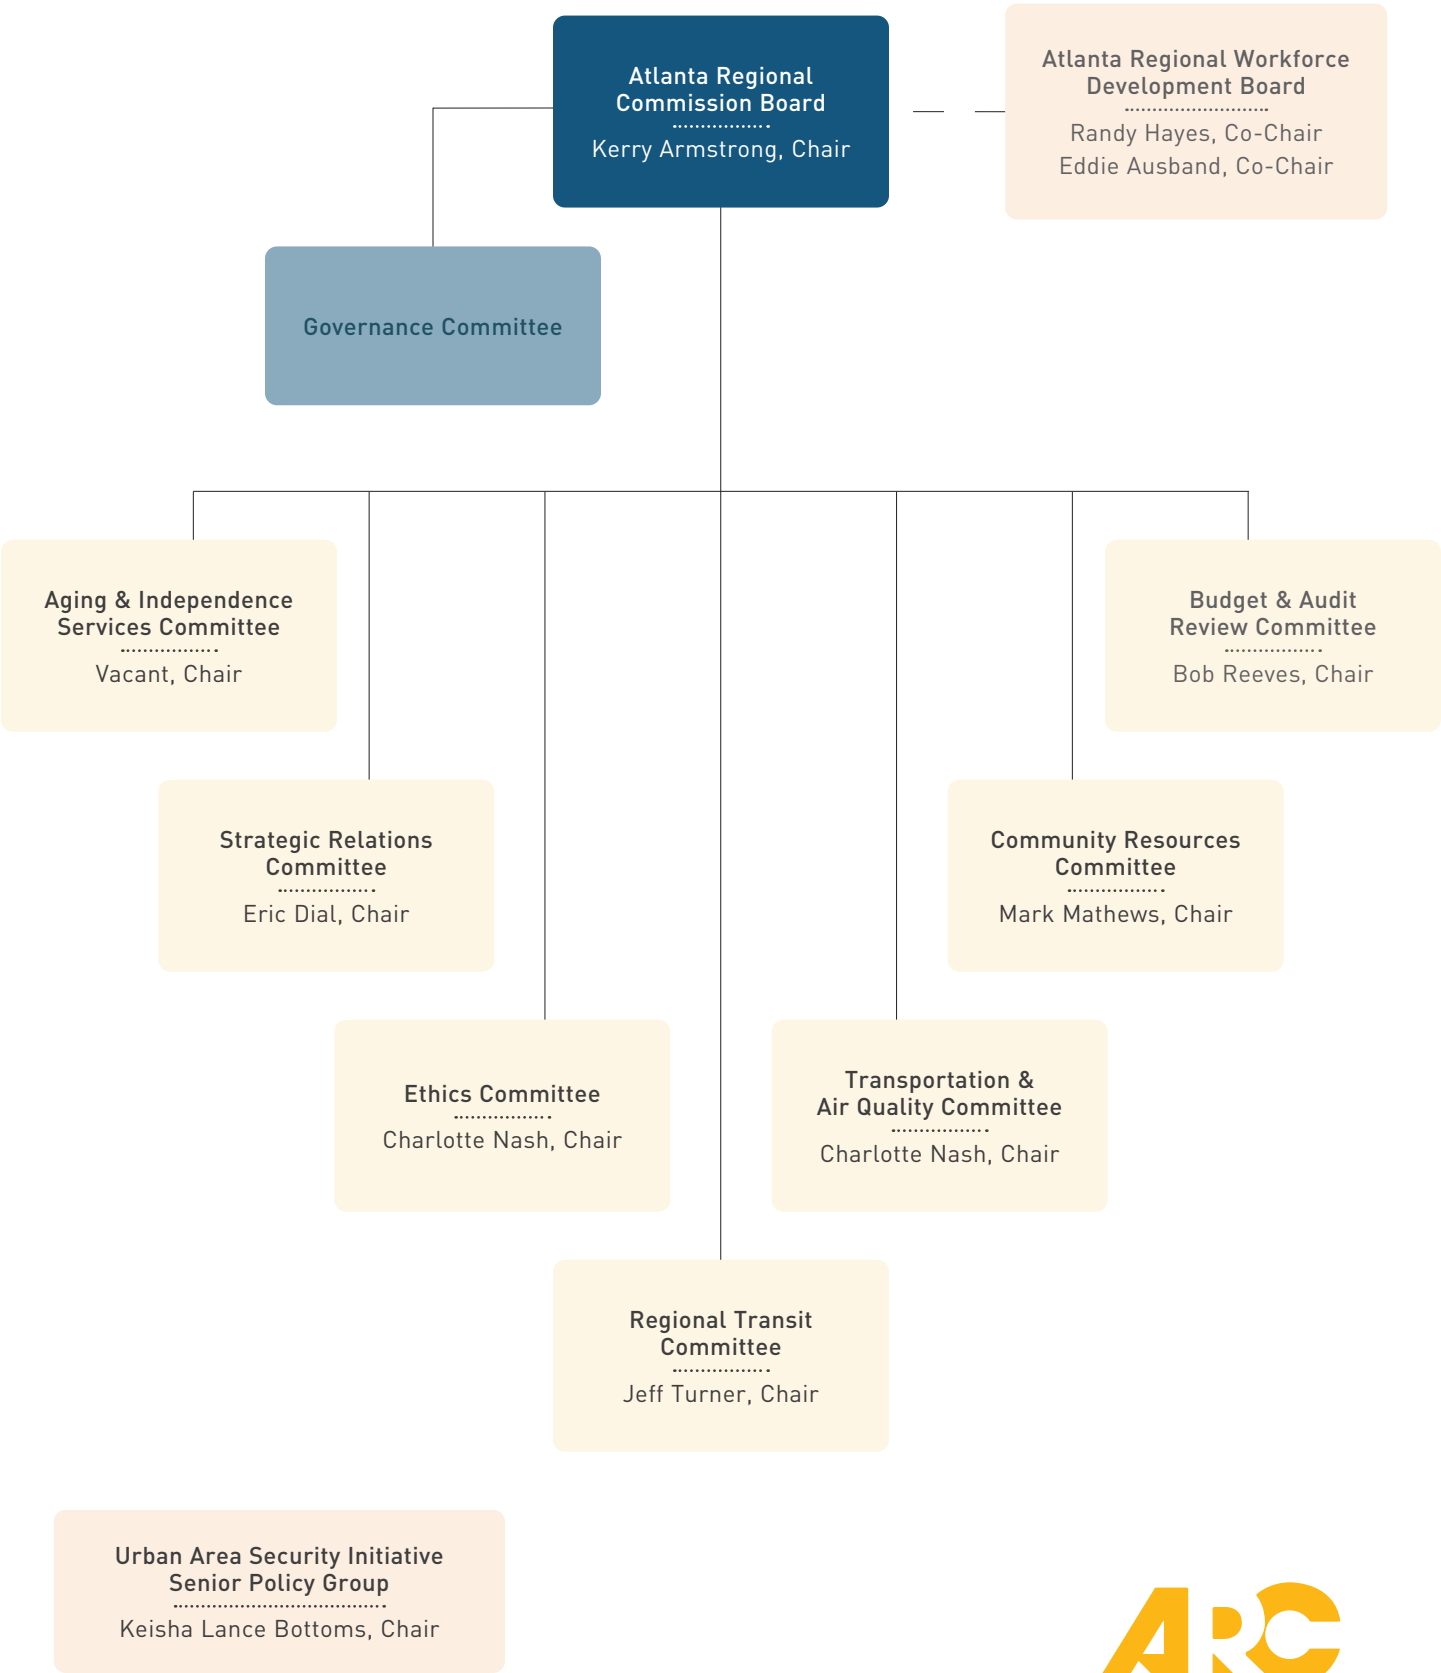 Atlanta Regional
Commission Board
Kerry Armstrong, Chair
Atlanta Regional Workforce
Development Board
Randy Hayes, Co-Chair
Eddie Ausband, Co-Chair
Governance Committee
Aging & Independence
Services Committee
Vacant, Chair
Budget & Audit
Review Committee
Bob Reeves, Chair
Strategic Relations
Committee
Eric Dial, Chair
Community Resources
Committee
Mark Mathews, Chair
Ethics Committee
Charlotte Nash, Chair
Transportation &
Air Quality Committee
Charlotte Nash, Chair
Regional Transit
Committee
Jeff Turner, Chair
Urban Area Security Initiative
Senior Policy Group
Keisha Lance Bottoms, Chair
ARC